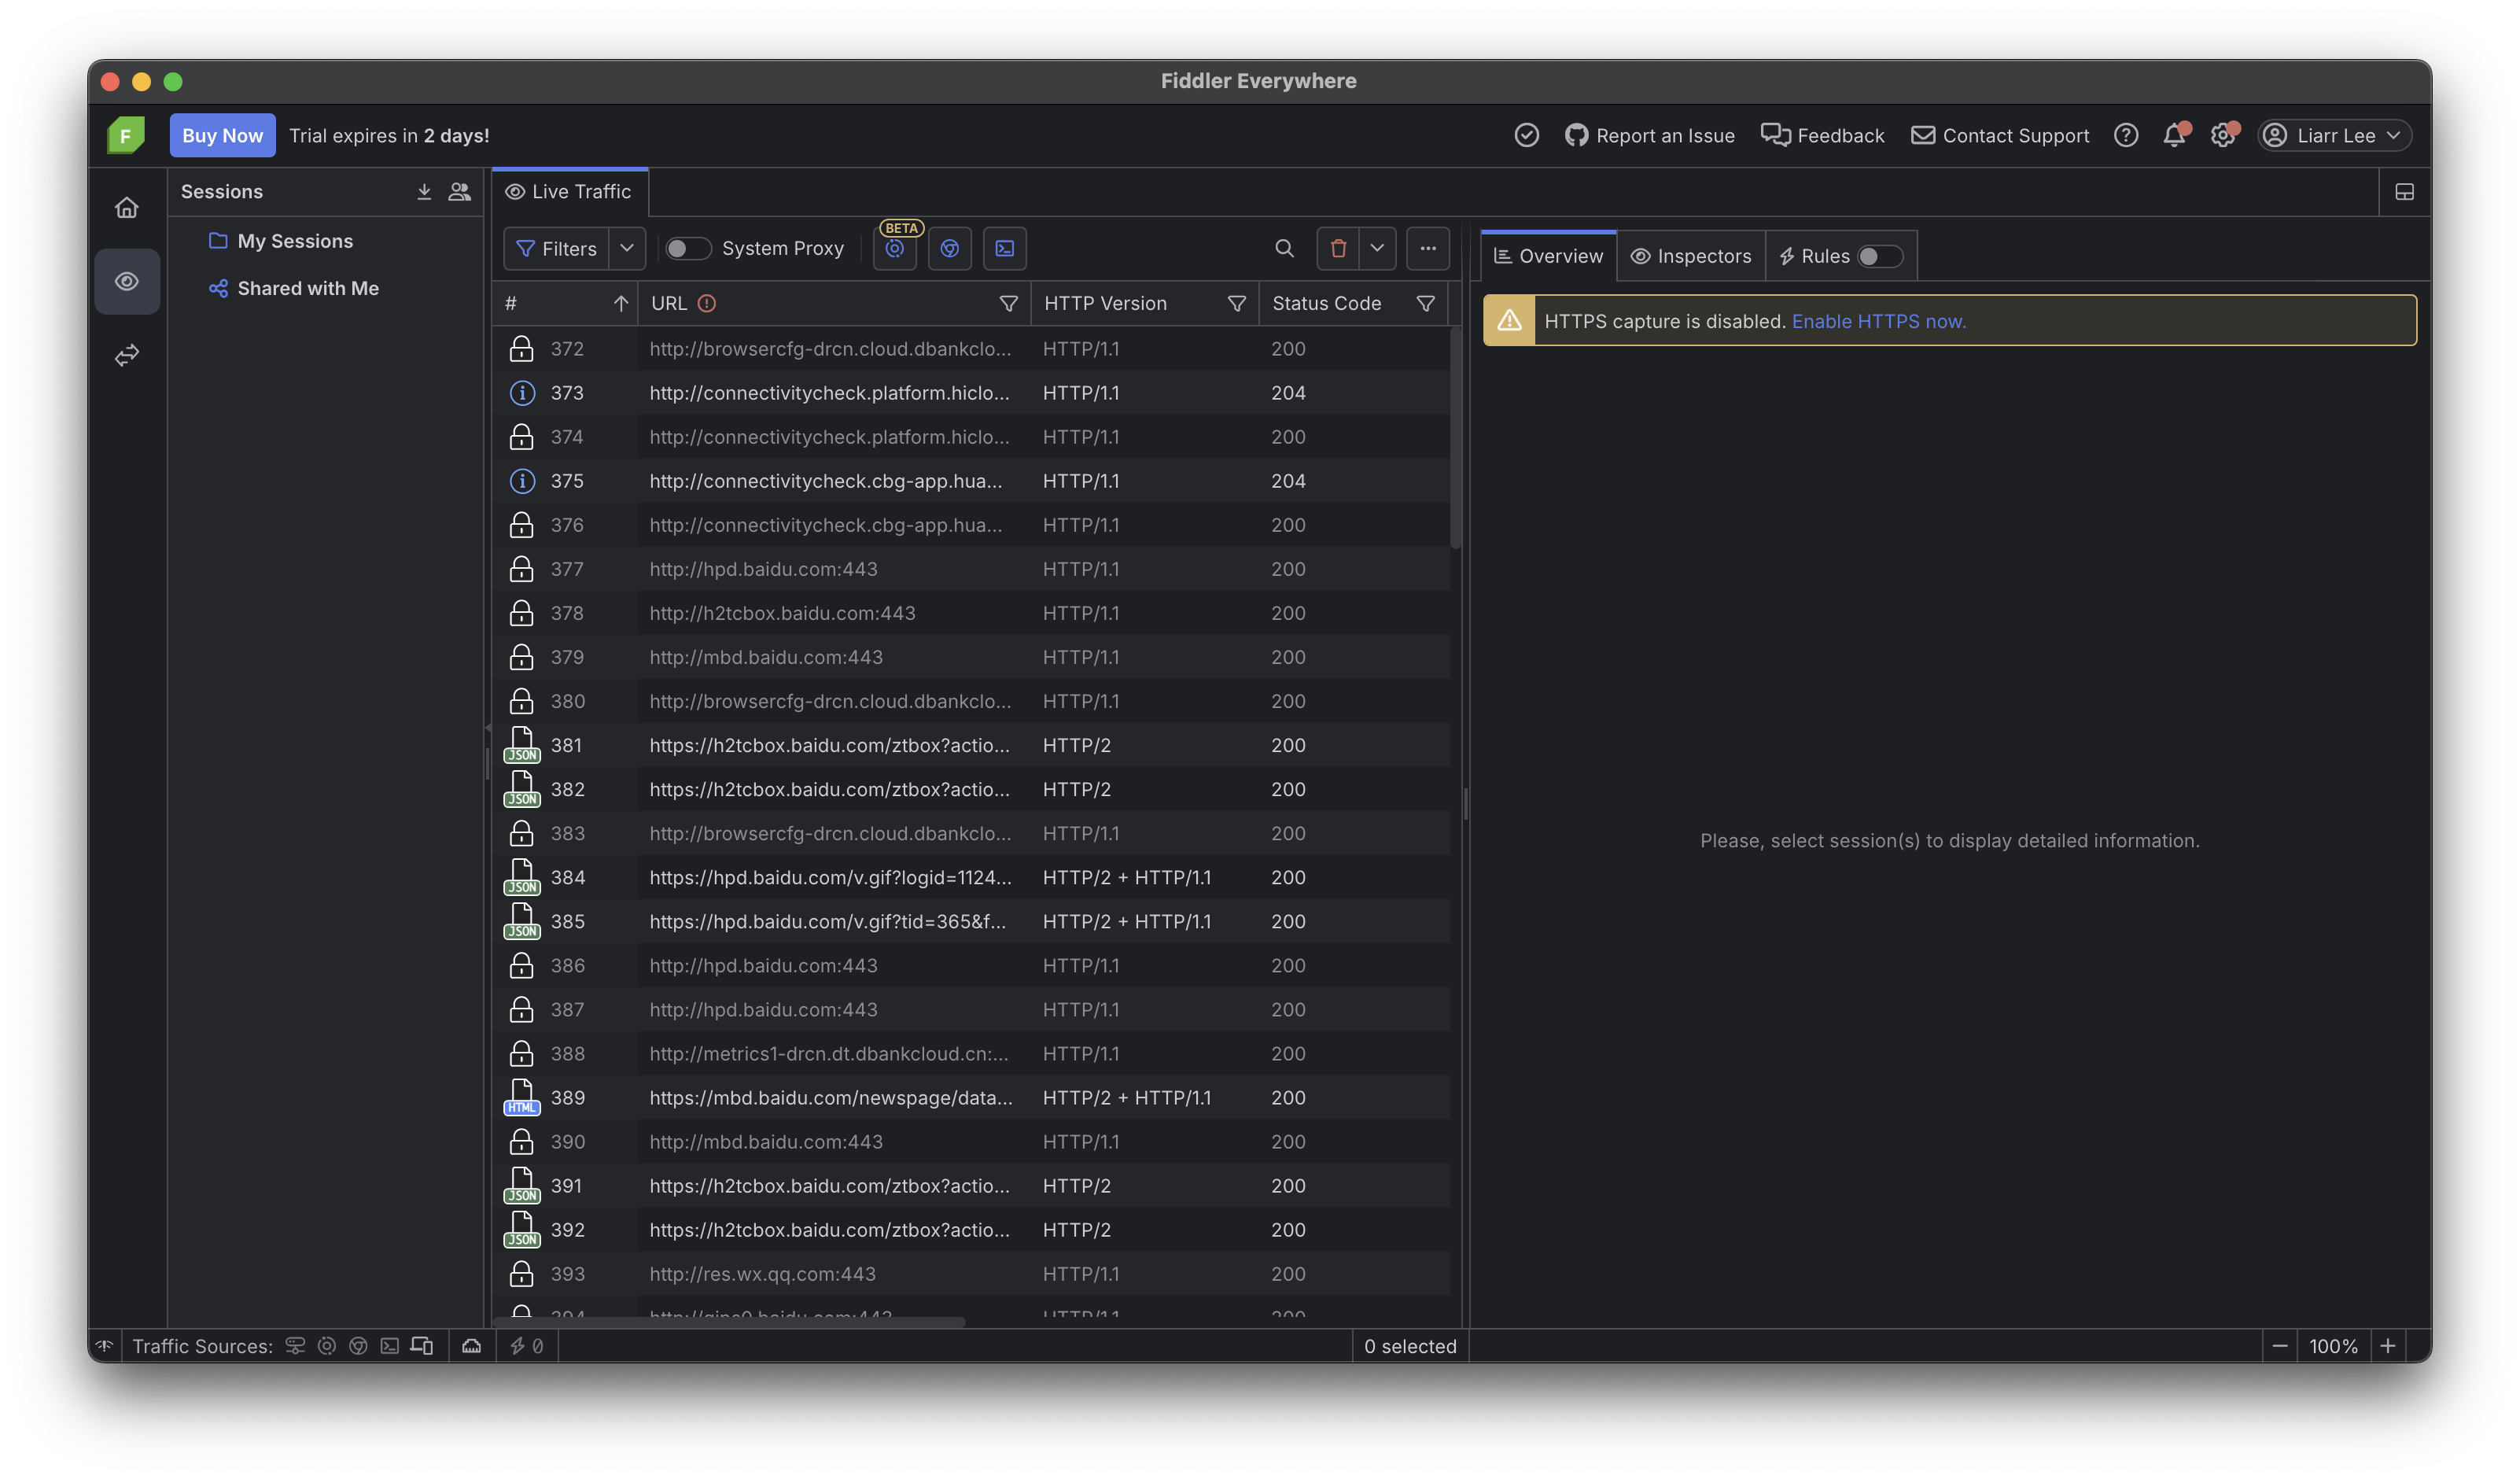 Fiddler Everywhere
F
Buy Now
Trial expires in 2 days!
Report an Issue
Feedback
Contact Support
Liarr Lee
Sessions
My Sessions
Shared with Me
Live Traffic
Filters
System Proxy
BETA
# URL HTTP Version Status Code
372 http://browsercfg-drcn.cloud.dbankclo... HTTP/1.1 200
373 http://connectivitycheck.platform.hiclo... HTTP/1.1 204
374 http://connectivitycheck.platform.hiclo... HTTP/1.1 200
375 http://connectivitycheck.cbg-app.hua... HTTP/1.1 204
376 http://connectivitycheck.cbg-app.hua... HTTP/1.1 200
377 http://hpd.baidu.com:443 HTTP/1.1 200
378 http://h2tcbox.baidu.com:443 HTTP/1.1 200
379 http://mbd.baidu.com:443 HTTP/1.1 200
380 http://browsercfg-drcn.cloud.dbankclo... HTTP/1.1 200
JSON 381 https://h2tcbox.baidu.com/ztbox?actio... HTTP/2 200
JSON 382 https://h2tcbox.baidu.com/ztbox?actio... HTTP/2 200
383 http://browsercfg-drcn.cloud.dbankclo... HTTP/1.1 200
JSON 384 https://hpd.baidu.com/v.gif?logid=1124... HTTP/2 + HTTP/1.1 200
JSON 385 https://hpd.baidu.com/v.gif?tid=365&f... HTTP/2 + HTTP/1.1 200
386 http://hpd.baidu.com:443 HTTP/1.1 200
387 http://hpd.baidu.com:443 HTTP/1.1 200
388 http://metrics1-drcn.dt.dbankcloud.cn:... HTTP/1.1 200
HTML 389 https://mbd.baidu.com/newspage/data... HTTP/2 + HTTP/1.1 200
390 http://mbd.baidu.com:443 HTTP/1.1 200
JSON 391 https://h2tcbox.baidu.com/ztbox?actio... HTTP/2 200
JSON 392 https://h2tcbox.baidu.com/ztbox?actio... HTTP/2 200
393 http://res.wx.qq.com:443 HTTP/1.1 200
Overview
Inspectors
Rules
HTTPS capture is disabled. Enable HTTPS now.
Please, select session(s) to display detailed information.
Traffic Sources:
0
0 selected
100%